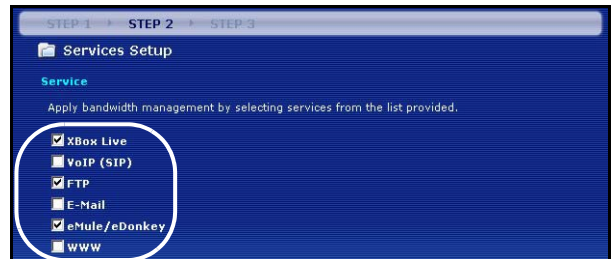 STEP 1 STEP 2 STEP 3
Services Setup
Service
Apply bandwidth management by selecting services from the list provided.
XBox Live
VoIP (SIP)
FTP
E-Mail
eMule/eDonkey
WWW